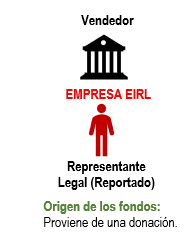 Vendedor
EMPRESA EIRL
Representante
Legal (Reportado)
Origen de los fondos:
Proviene de una donación.